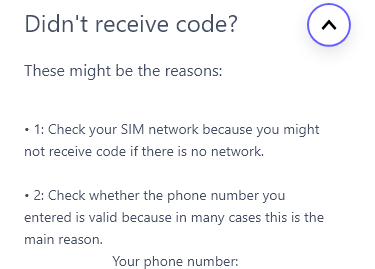 Didn't receive code?
These might be the reasons:
• 1: Check your SIM network because you might
not receive code if there is no network.
• 2: Check whether the phone number you
entered is valid because in many cases this is the
main reason.
Your phone number: